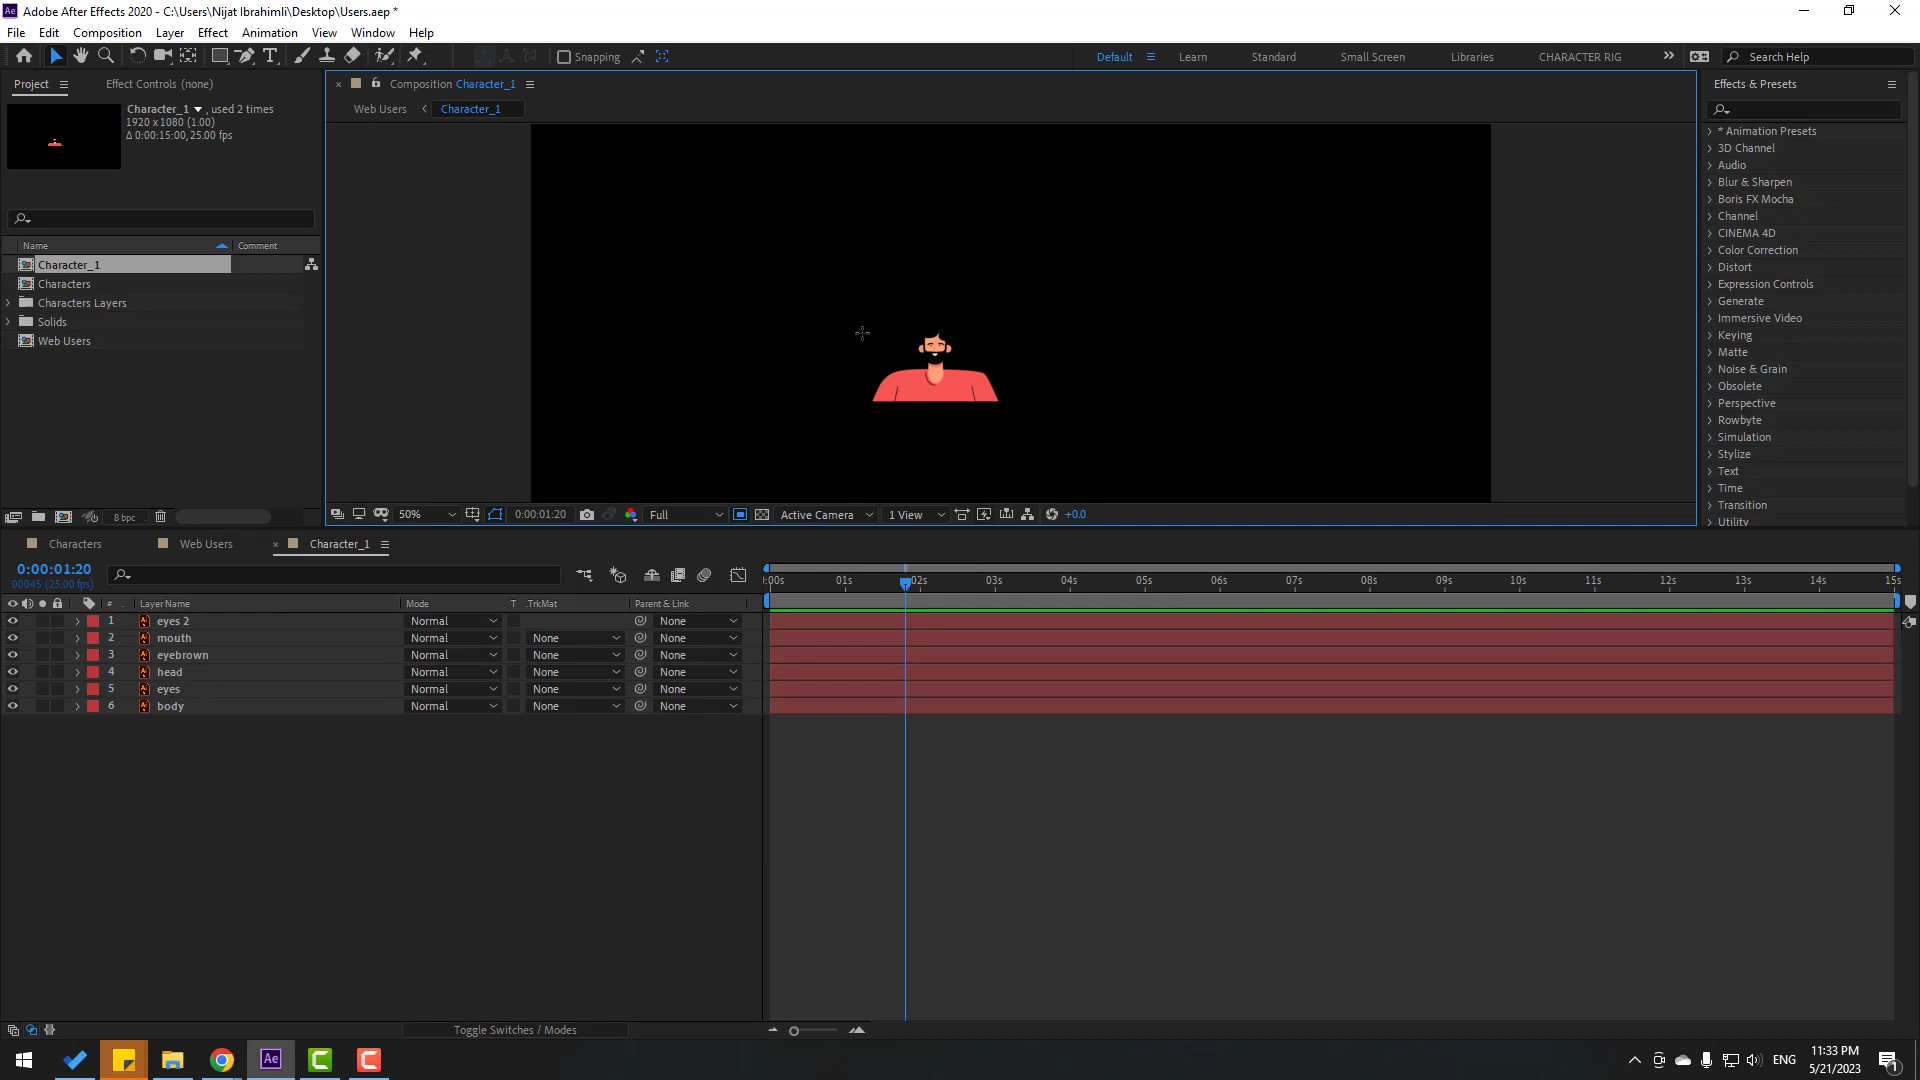 Adobe After Effects 2020 - C:\Users\Nijat Ibrahimli\Desktop\Users.aep *
File Edit Composition Layer Effect Animation View Window Help
Snapping
Default Learn Standard Small Screen Libraries CHARACTER RIG Search Help
Project Effect Controls (none)
Character_1 , used 2 times
1920 x 1080 (1.00)
Δ 0:00:15:00, 25.00 fps
Name Comment
Character_1
Characters
Characters Layers
Solids
Web Users
8 bpc
Composition Character_1
Web Users Character_1
50% 0:00:01:20 Full Active Camera 1 View +0.0
Effects & Presets
* Animation Presets
3D Channel
Audio
Blur & Sharpen
Boris FX Mocha
Channel
CINEMA 4D
Color Correction
Distort
Expression Controls
Generate
Immersive Video
Keying
Matte
Noise & Grain
Obsolete
Perspective
Rowbyte
Simulation
Stylize
Text
Time
Transition
Utility
Characters Web Users Character_1
0:00:01:20
00045 (25.00 fps)
:00s 01s 02s 03s 04s 05s 06s 07s 08s 09s 10s 11s 12s 13s 14s 15s
# Layer Name Mode T .TrkMat Parent & Link
1 eyes 2 Normal None
2 mouth Normal None None
3 eyebrown Normal None None
4 head Normal None None
5 eyes Normal None None
6 body Normal None None
Toggle Switches / Modes
ENG
11:33 PM
5/21/2023
1